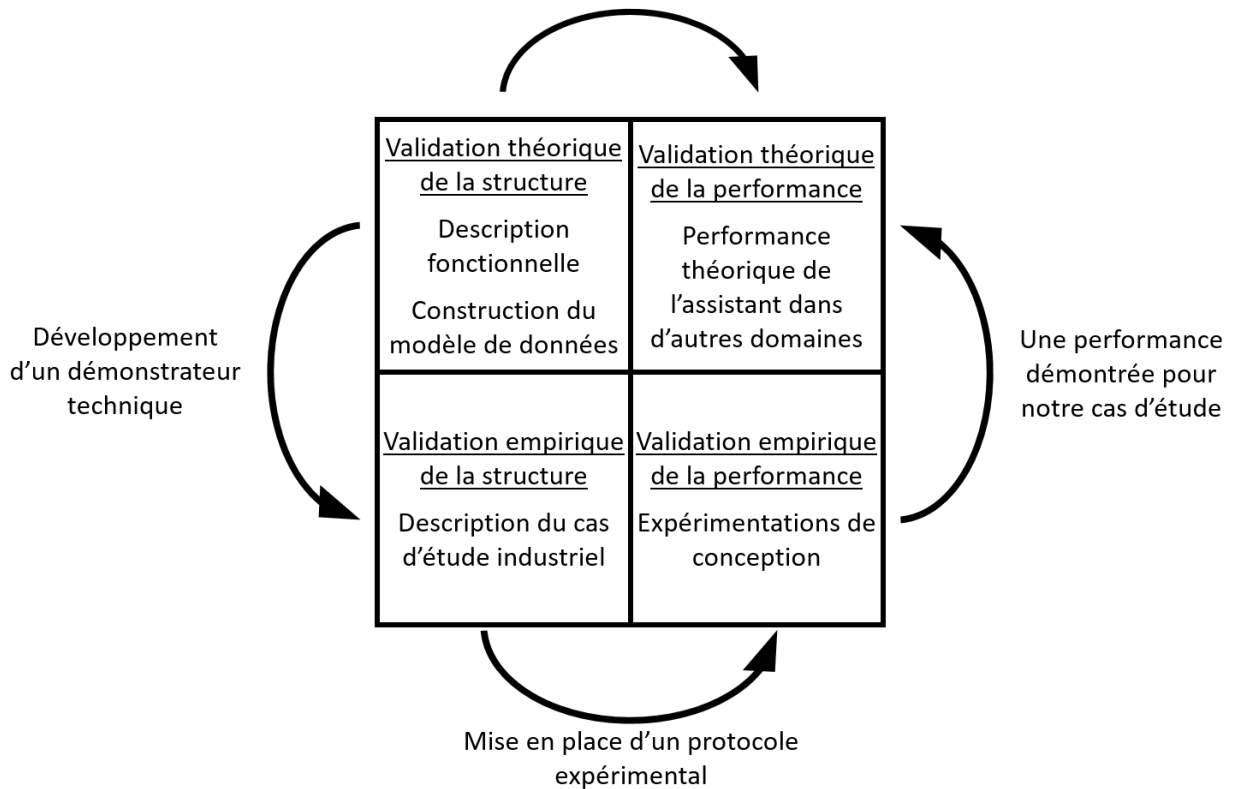 Validation théorique
de la structure
Description
fonctionnelle
Construction du
modèle de données
Validation théorique
de la performance
Performance
théorique de
l’assistant dans
d’autres domaines
Développement
d’un démonstrateur
technique
Une performance
démontrée pour
notre cas d’étude
Validation empirique
de la structure
Description du cas
d’étude industriel
Validation empirique
de la performance
Expérimentations de
conception
Mise en place d’un protocole
expérimental